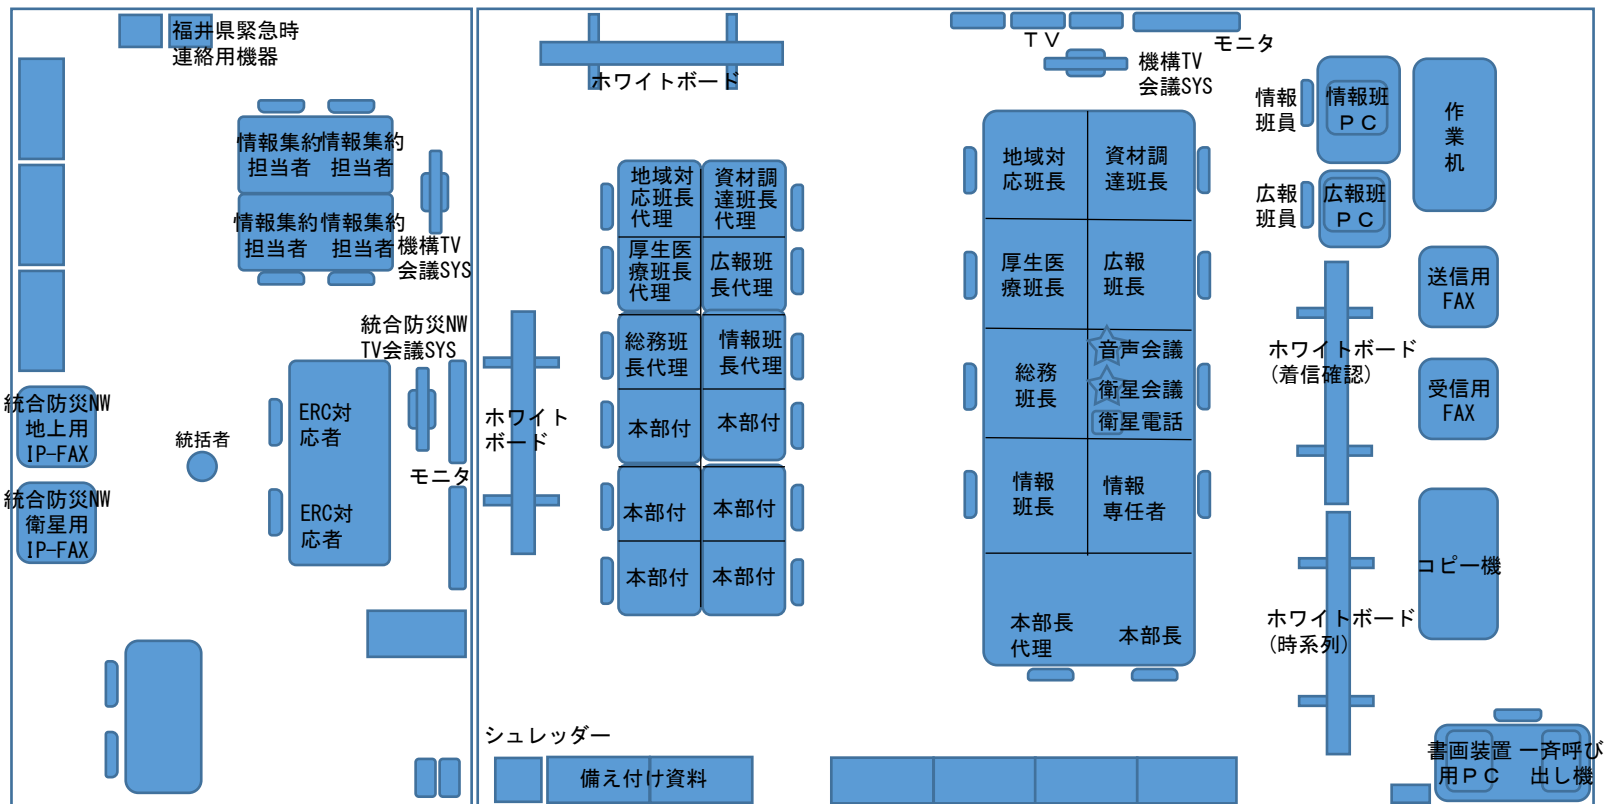 福井県緊急時
連絡用機器
情報集約
担当者
情報集約
担当者
情報集約
担当者
情報集約
担当者
機構TV
会議SYS
統合防災NW
TV会議SYS
統合防災NW
地上用
IP-FAX
統合防災NW
衛星用
IP-FAX
統括者
ERC対
応者
ERC対
応者
モニタ
ホワイトボード
ホワイト
ボード
地域対
応班長
代理
資材調
達班長
代理
厚生医
療班長
代理
広報班
長代理
総務班
長代理
情報班
長代理
本部付
本部付
本部付
本部付
本部付
本部付
シュレッダー
備え付け資料
ＴＶ
モニタ
機構TV
会議SYS
地域対
応班長
資材調
達班長
厚生医
療班長
広報
班長
総務
班長
音声会議
衛星会議
衛星電話
情報
班長
情報
専任者
本部長
代理
本部長
情報
班員
情報班
ＰＣ
広報
班員
広報班
ＰＣ
作
業
机
送信用
FAX
受信用
FAX
ホワイトボード
(着信確認)
コピー機
ホワイトボード
(時系列)
書画装置
用ＰＣ
一斉呼び
出し機